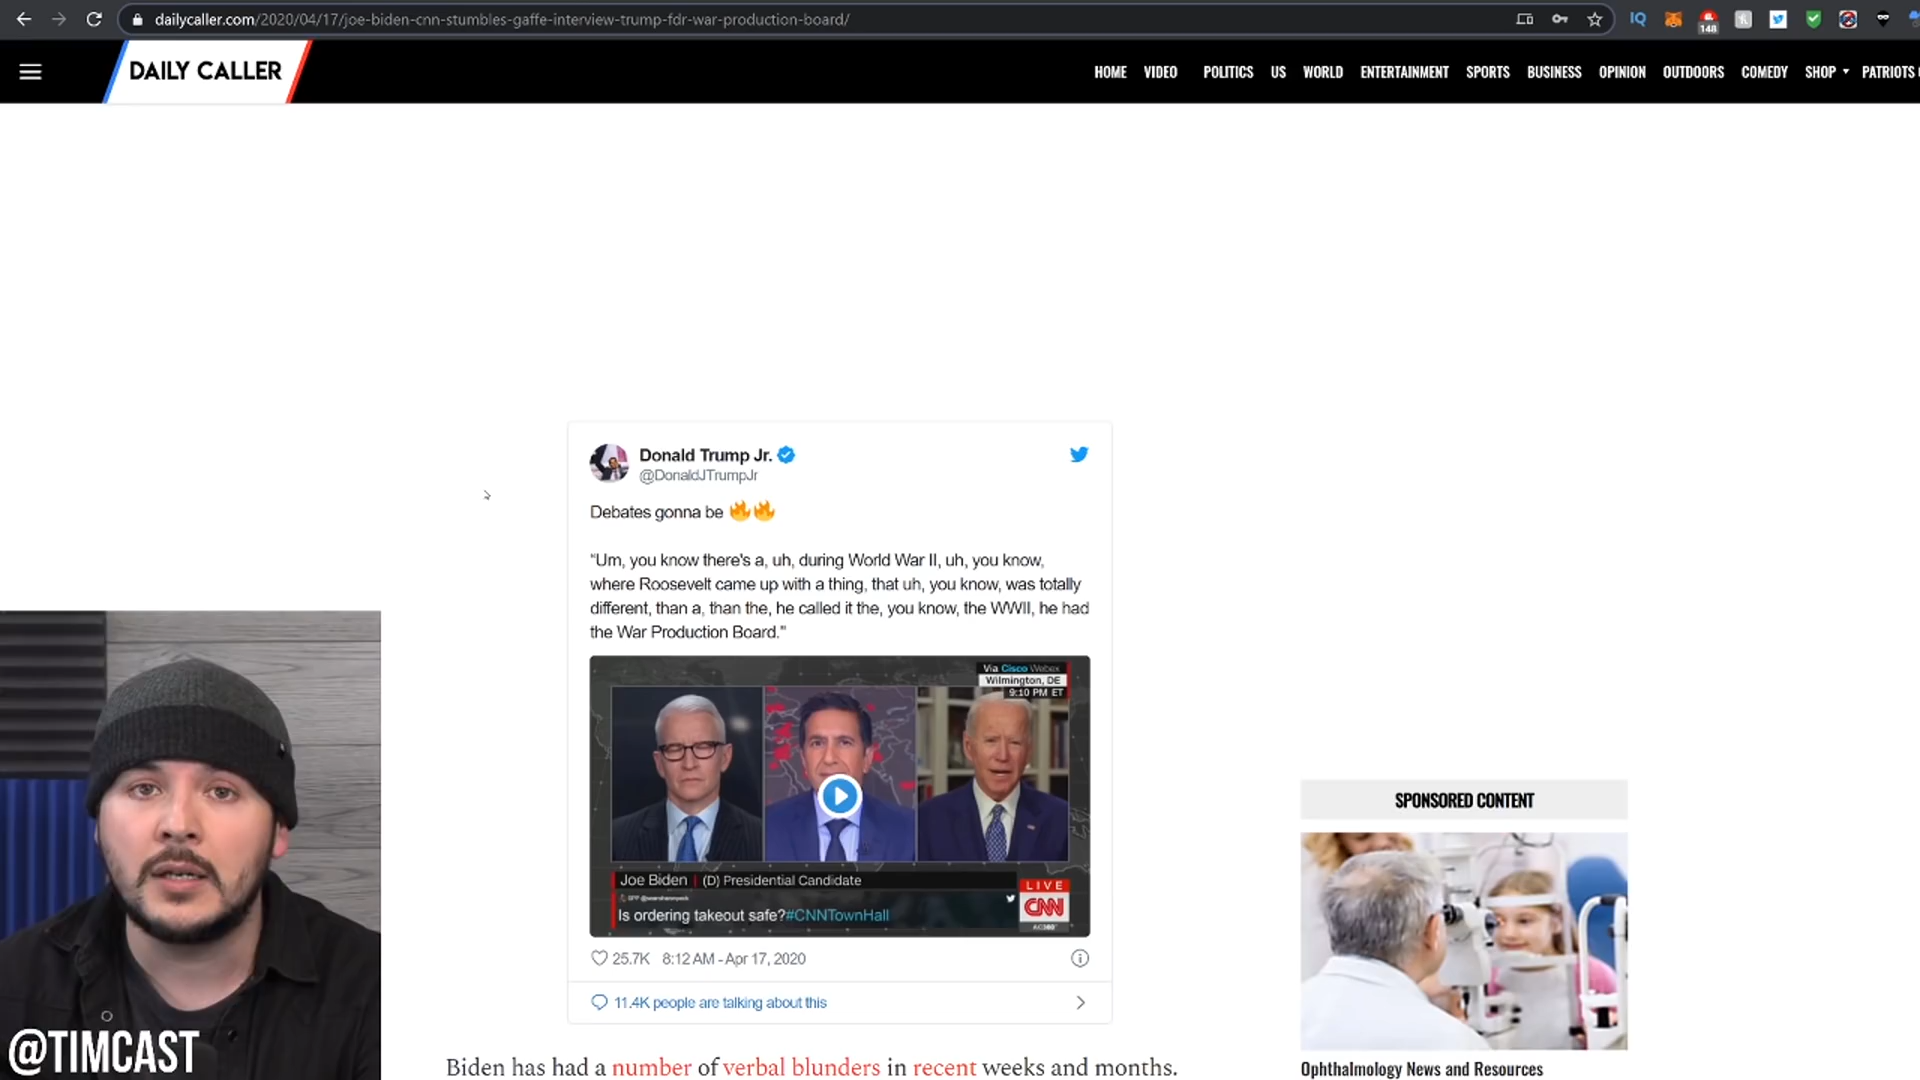 dailycaller.com/2020/04/17/joe-biden-cnn-stumbles-gaffe-interview-trump-fdr-war-production-board/
IQ
148
DAILY CALLER
HOME VIDEO POLITICS US WORLD ENTERTAINMENT SPORTS BUSINESS OPINION OUTDOORS COMEDY SHOP PATRIOTS
Donald Trump Jr.
@DonaldJTrumpJr
Debates gonna be 🔥🔥
“Um, you know there's a, uh, during World War II, uh, you know,
where Roosevelt came up with a thing, that uh, you know, was totally
different, than a, than the, he called it the, you know, the WWII, he had
the War Production Board."
Via Cisco Webex
Wilmington, DE
9:10 PM ET
Joe Biden | (D) Presidential Candidate
Is ordering takeout safe?#CNNTownHall
LIVE
CNN
AC360°
25.7K 8:12 AM - Apr 17, 2020
11.4K people are talking about this
SPONSORED CONTENT
Ophthalmology News and Resources
@TIMCAST
Biden has had a number of verbal blunders in recent weeks and months.